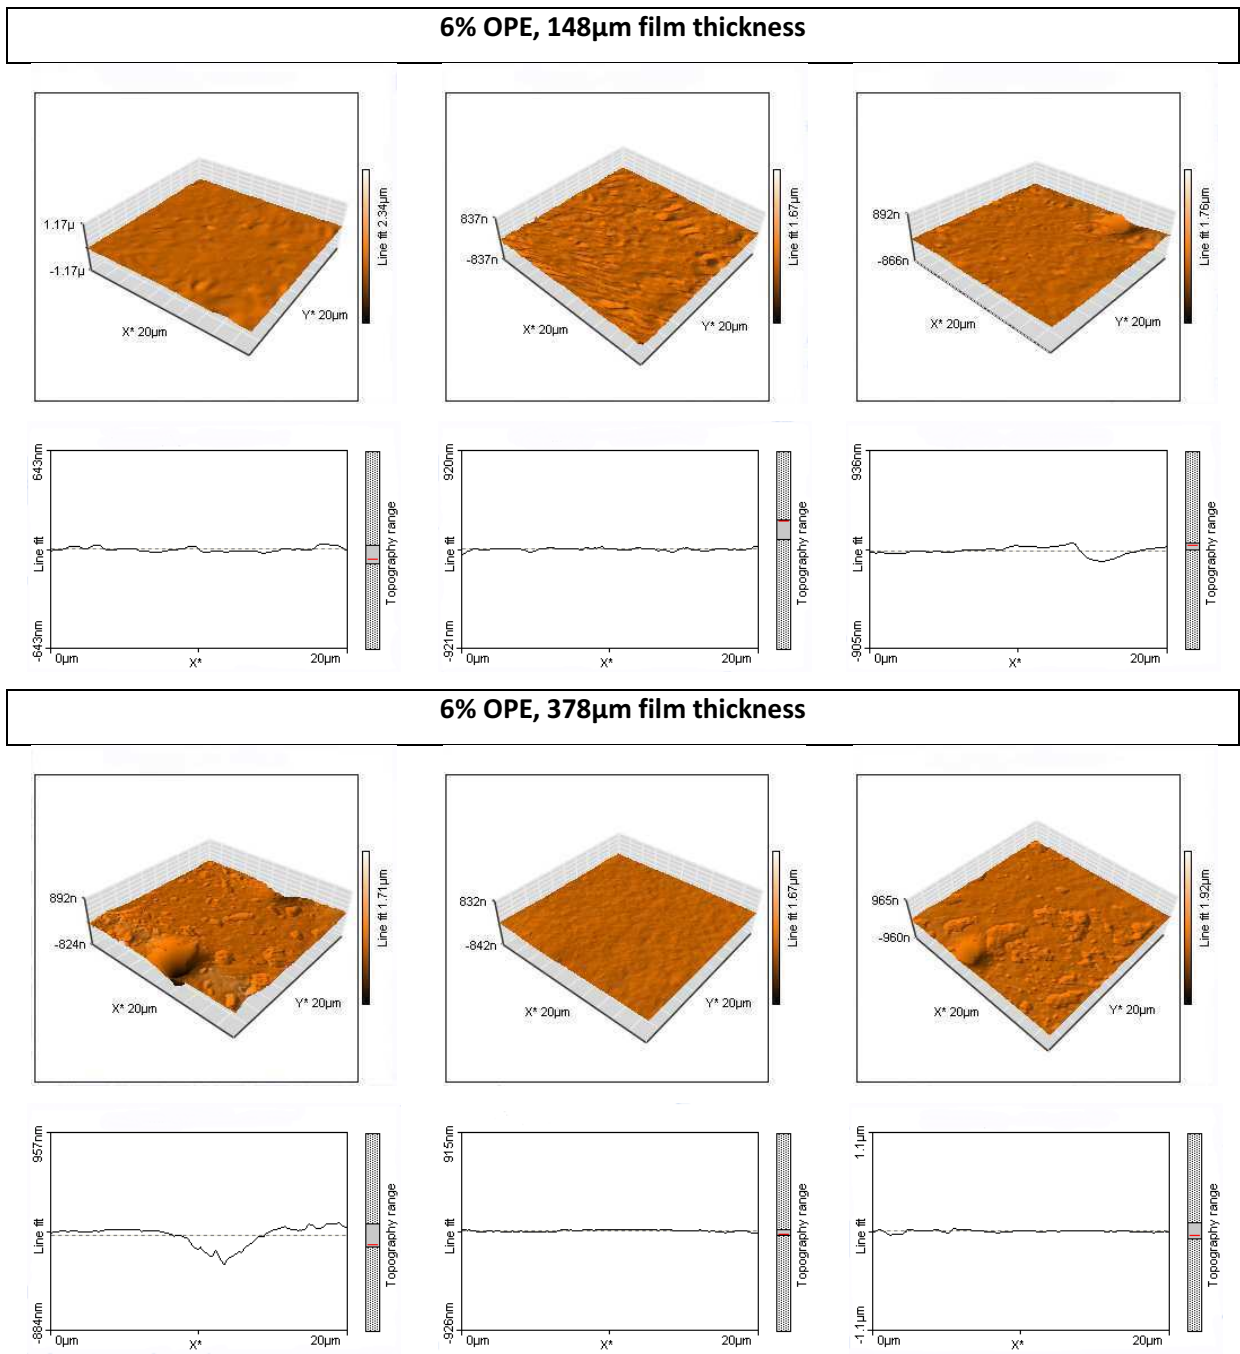 6% OPE, 148µm film thickness
1.17µ
-1.17µ
X* 20µm
Y* 20µm
Line fit 2.34µm
837n
-837n
X* 20µm
Y* 20µm
Line fit 1.67µm
892n
-866n
X* 20µm
Y* 20µm
Line fit 1.76µm
643nm
Line fit
-643nm
0µm
X*
20µm
Topography range
920nm
Line fit
-921nm
0µm
X*
20µm
Topography range
936nm
Line fit
-905nm
0µm
X*
20µm
Topography range
6% OPE, 378µm film thickness
892n
-824n
X* 20µm
Y* 20µm
Line fit 1.71µm
832n
-842n
X* 20µm
Y* 20µm
Line fit 1.67µm
965n
-960n
X* 20µm
Y* 20µm
Line fit 1.92µm
957nm
Line fit
-884nm
0µm
X*
20µm
Topography range
915nm
Line fit
-926nm
0µm
X*
20µm
Topography range
1.1µm
Line fit
-1.1µm
0µm
X*
20µm
Topography range